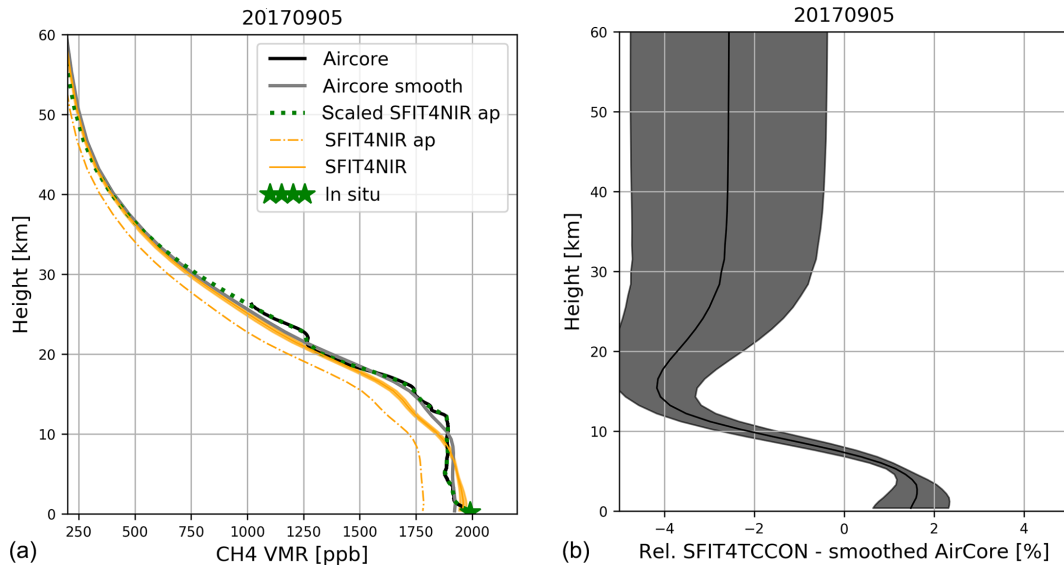 20170905
60
50
40
30
20
10
0
Height [km]
Aircore
Aircore smooth
Scaled SFIT4NIR ap
SFIT4NIR ap
SFIT4NIR
In situ
250 500 750 1000 1250 1500 1750 2000
(a) CH4 VMR [ppb]
20170905
60
50
40
30
20
10
0
Height [km]
−4 −2 0 2 4
(b) Rel. SFIT4TCCON - smoothed AirCore [%]